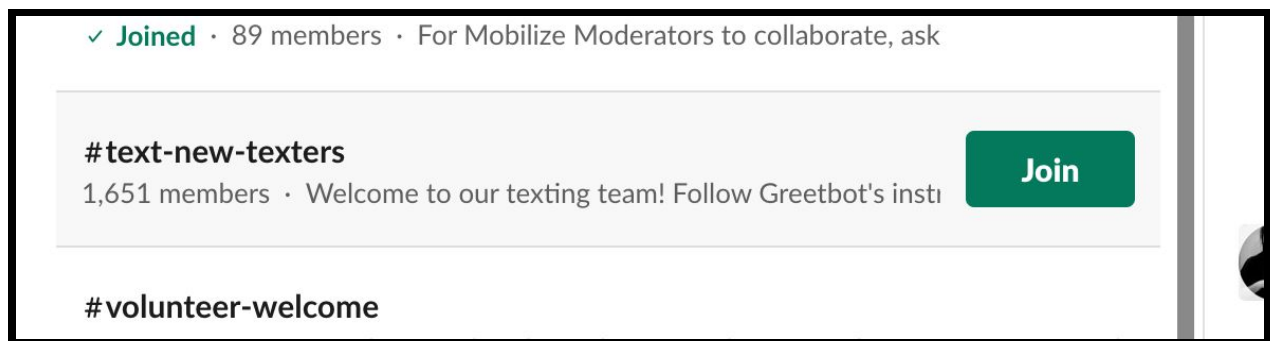 ✓ Joined · 89 members · For Mobilize Moderators to collaborate, ask
#text-new-texters
1,651 members · Welcome to our texting team! Follow Greetbot's
Join
#volunteer-welcome